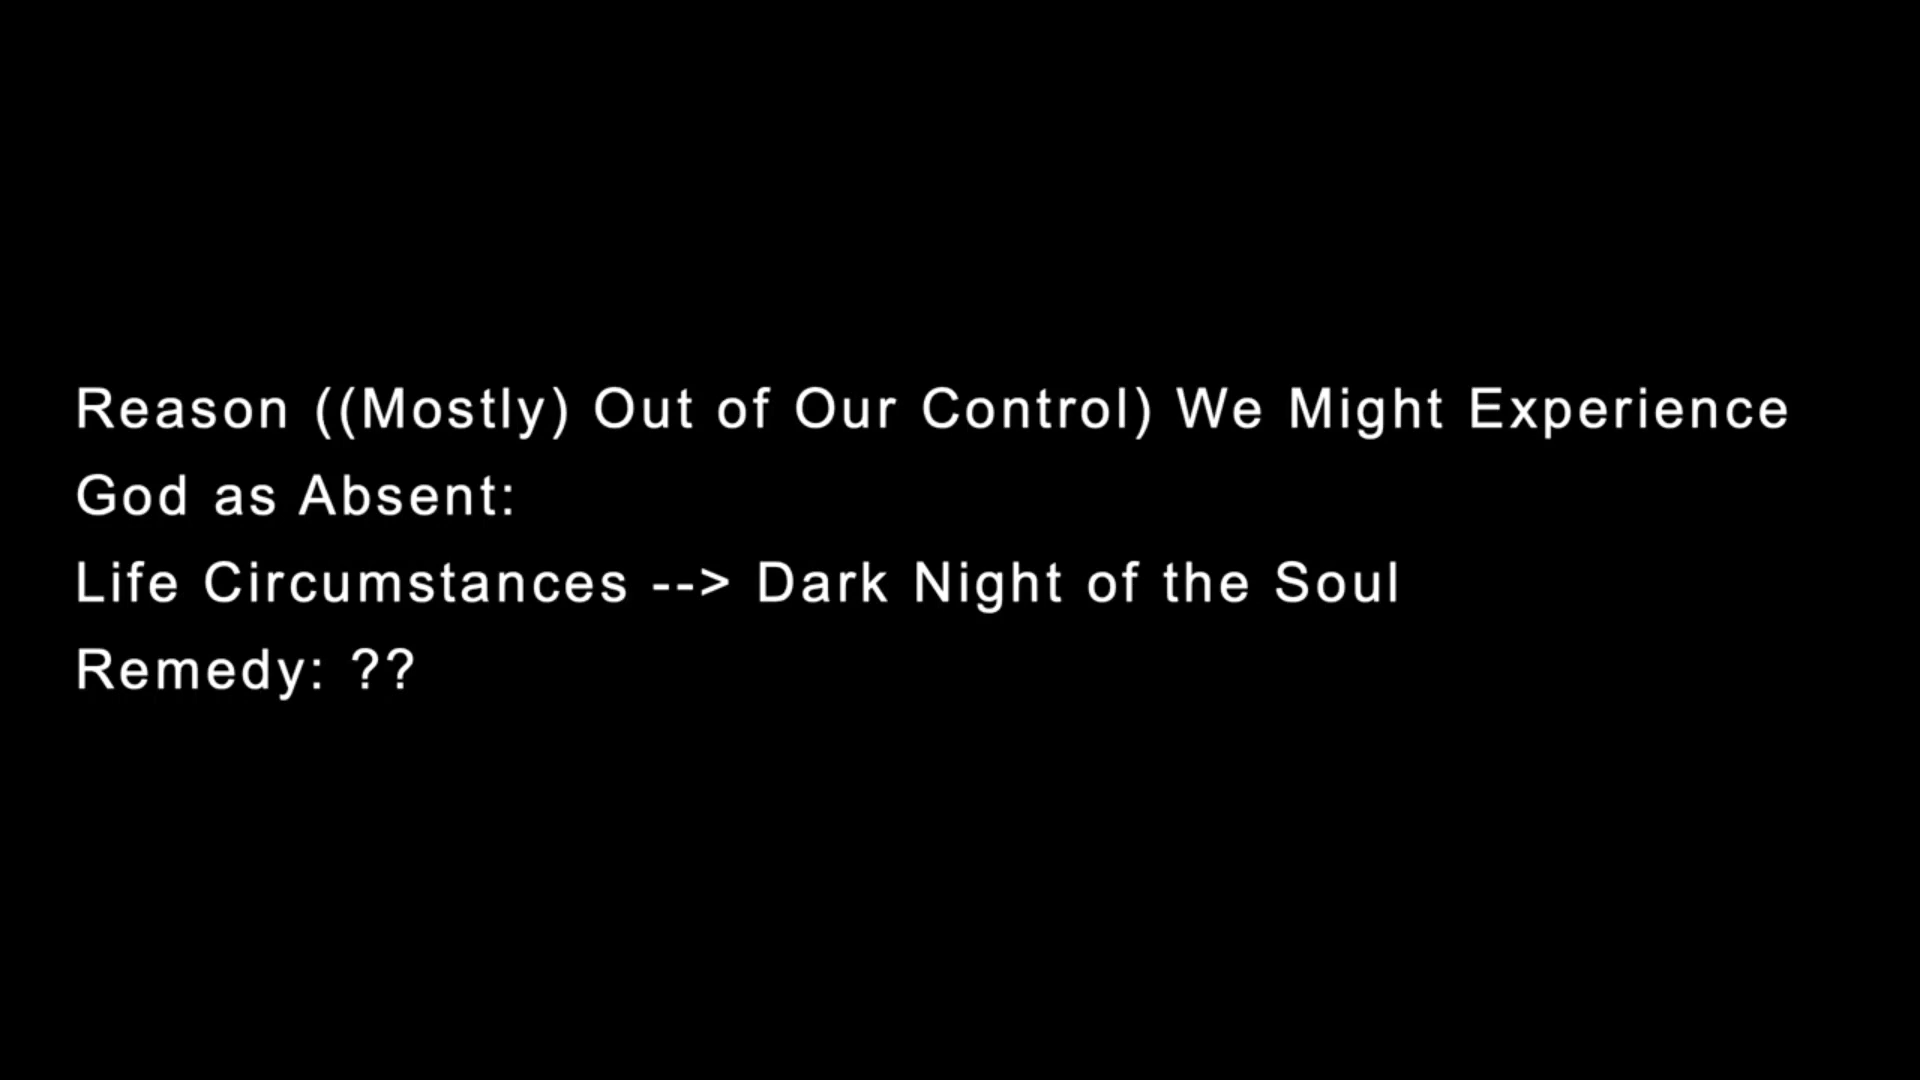 Reason ((Mostly) Out of Our Control) We Might Experience
God as Absent:
Life Circumstances --> Dark Night of the Soul
Remedy: ??